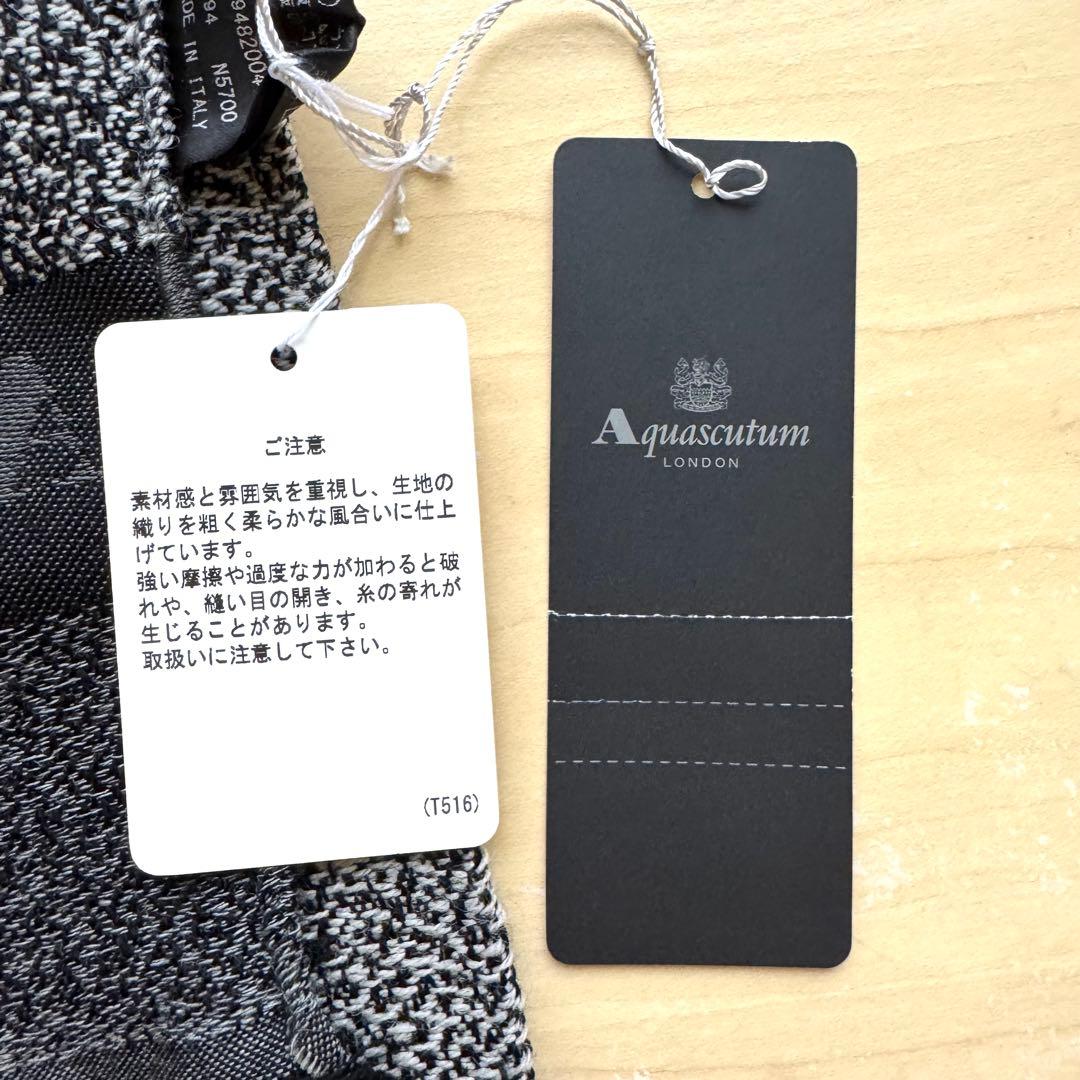 9482004
94 N5700
ADE IN ITALY
ご注意
素材感と雰囲気を重視し、生地の
織りを粗く柔らかな風合いに仕上
げています。
強い摩擦や過度な力が加わると破
れや、縫い目の開き、糸の寄れが
生じることがあります。
取扱いに注意して下さい。
(T516)
Aquascutum
LONDON